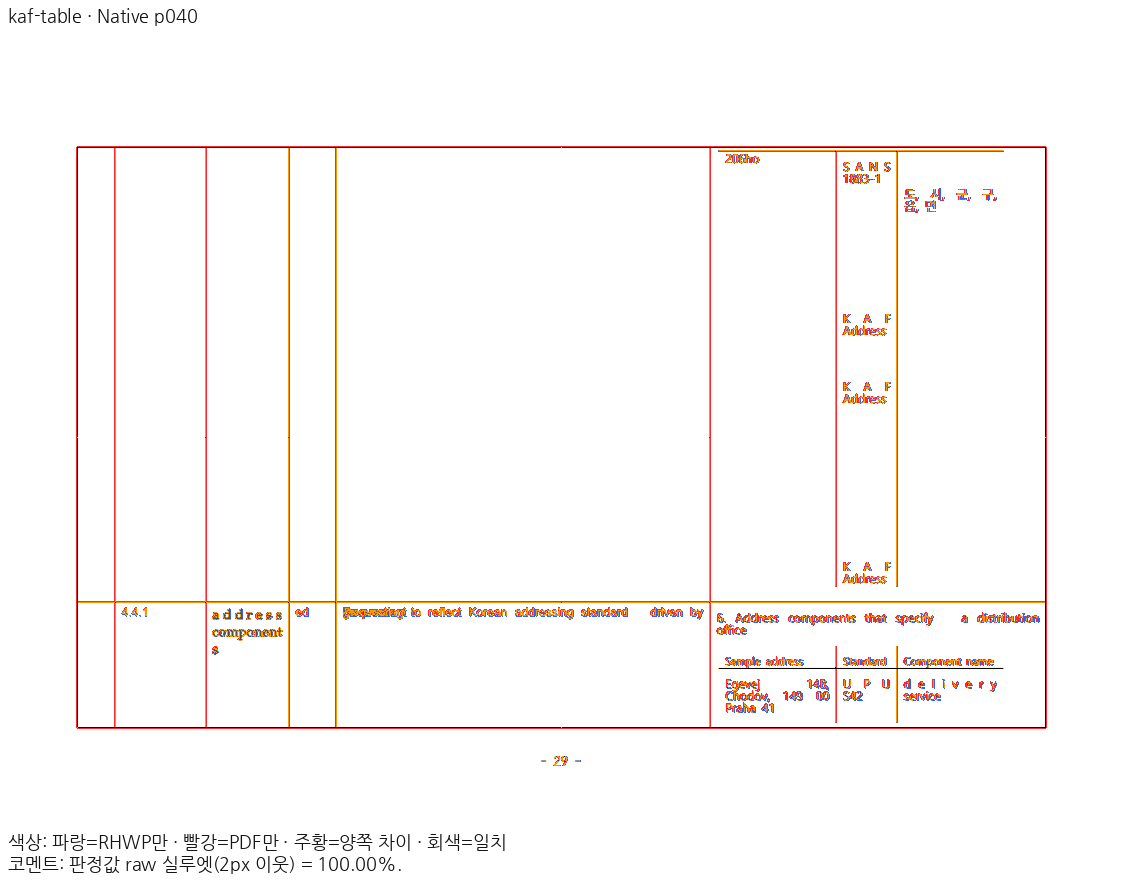 kaf-table · Native p040
206ho
S A N S
1883-1
도, 시, 군, 구,
읍, 면
K A F
Address
K A F
Address
K A F
Address
4.4.1
address
component
s
ed
to reflect Korean addressing standard driven by
6. Address components that specify a distribution
office
Sample address Standard Component name
Egevej 148,
Chodov, 149 00
Praha 41
U P U
S42
delivery
service
- 29 -
색상: 파랑=RHWP만 · 빨강=PDF만 · 주황=양쪽 차이 · 회색=일치
코멘트: 판정값 raw 실루엣(2px 이웃) = 100.00%.